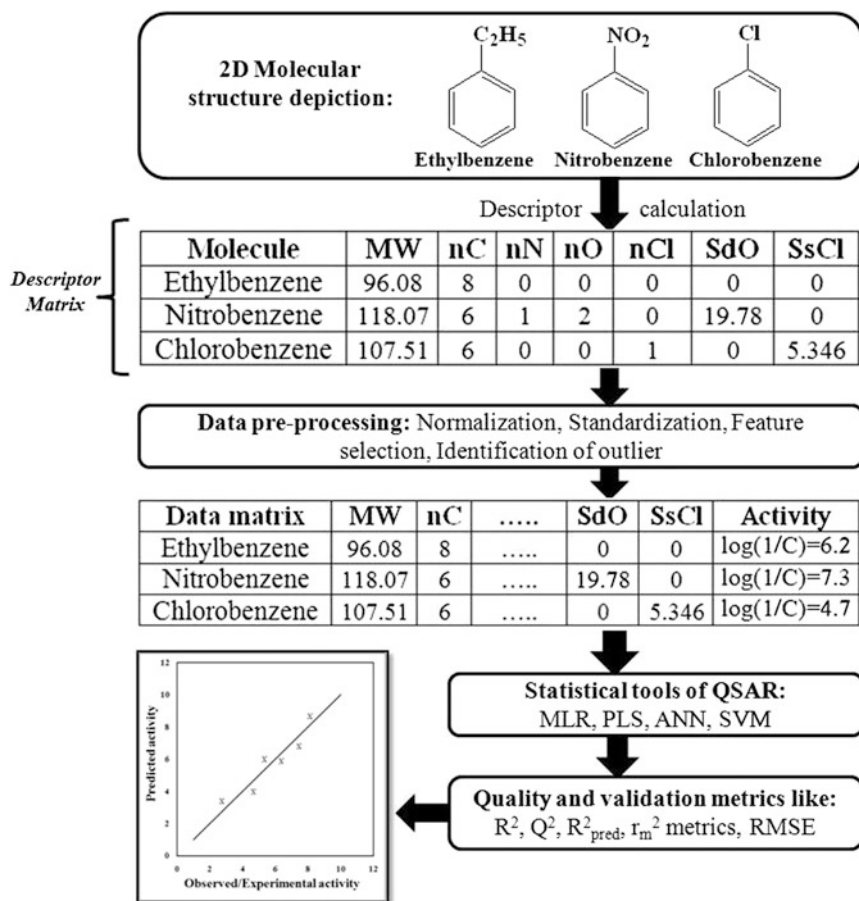 2D Molecular
structure depiction:
C₂H₅
NO₂
Cl
Ethylbenzene Nitrobenzene Chlorobenzene
Descriptor calculation
Descriptor
Matrix
Molecule MW nC nN nO nCl SdO SsCl
Ethylbenzene 96.08 8 0 0 0 0 0
Nitrobenzene 118.07 6 1 2 0 19.78 0
Chlorobenzene 107.51 6 0 0 1 0 5.346
Data pre-processing: Normalization, Standardization, Feature
selection, Identification of outlier
Data matrix MW nC ..... SdO SsCl Activity
Ethylbenzene 96.08 8 ..... 0 0 log(1/C)=6.2
Nitrobenzene 118.07 6 ..... 19.78 0 log(1/C)=7.3
Chlorobenzene 107.51 6 ..... 0 5.346 log(1/C)=4.7
Statistical tools of QSAR:
MLR, PLS, ANN, SVM
Quality and validation metrics like:
R², Q², R²pred, rm² metrics, RMSE
Predicted activity
12
10
8
6
4
2
0
0 2 4 6 8 10 12
Observed/Experimental activity